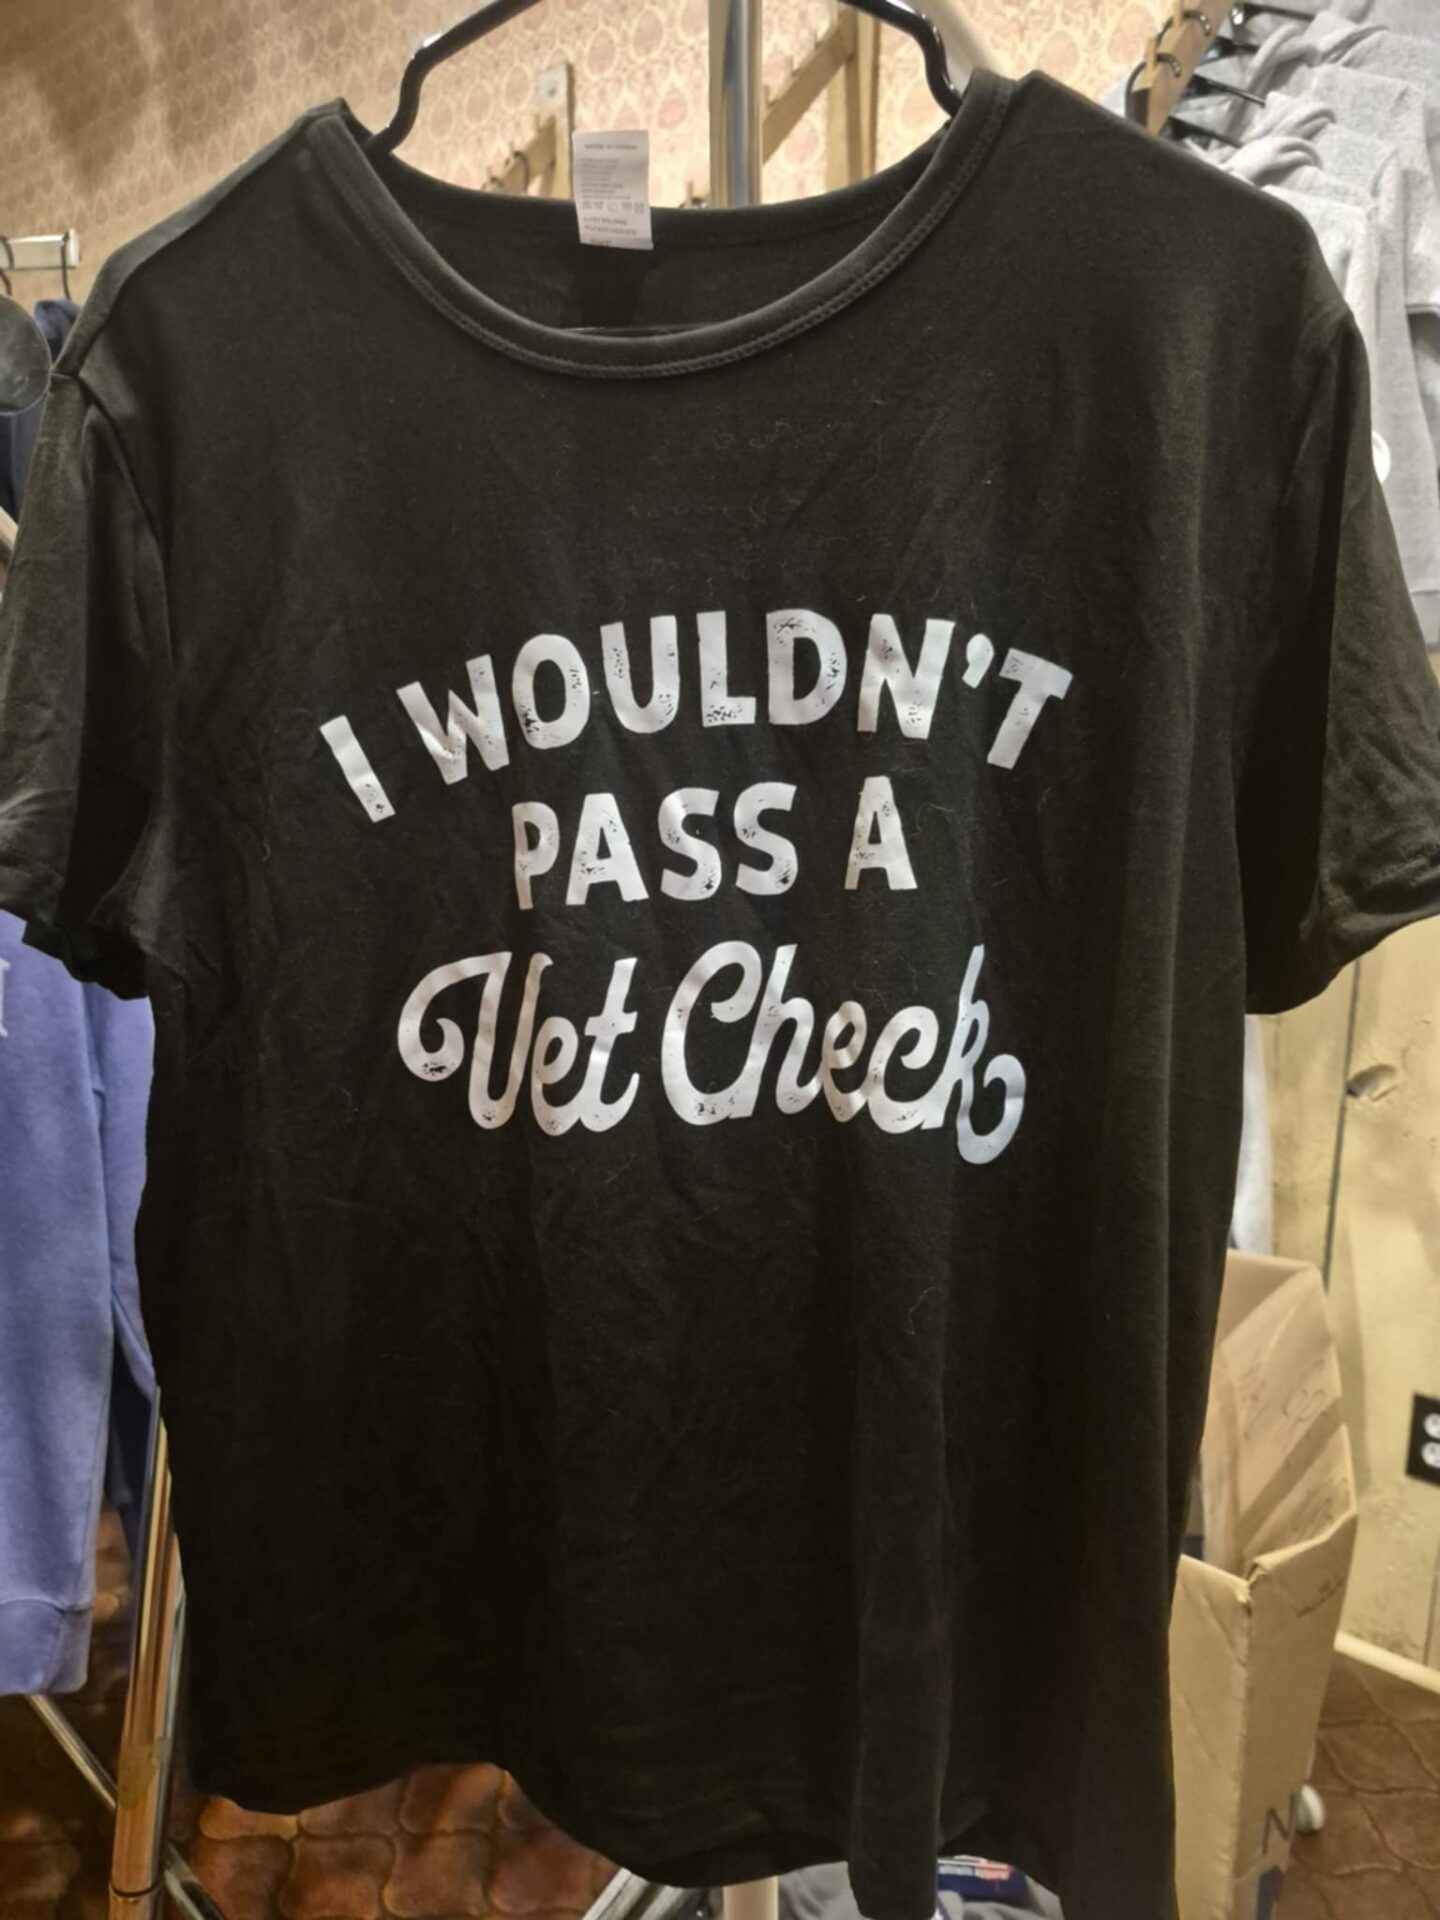 I WOULDN'T
PASS A
Vet Check